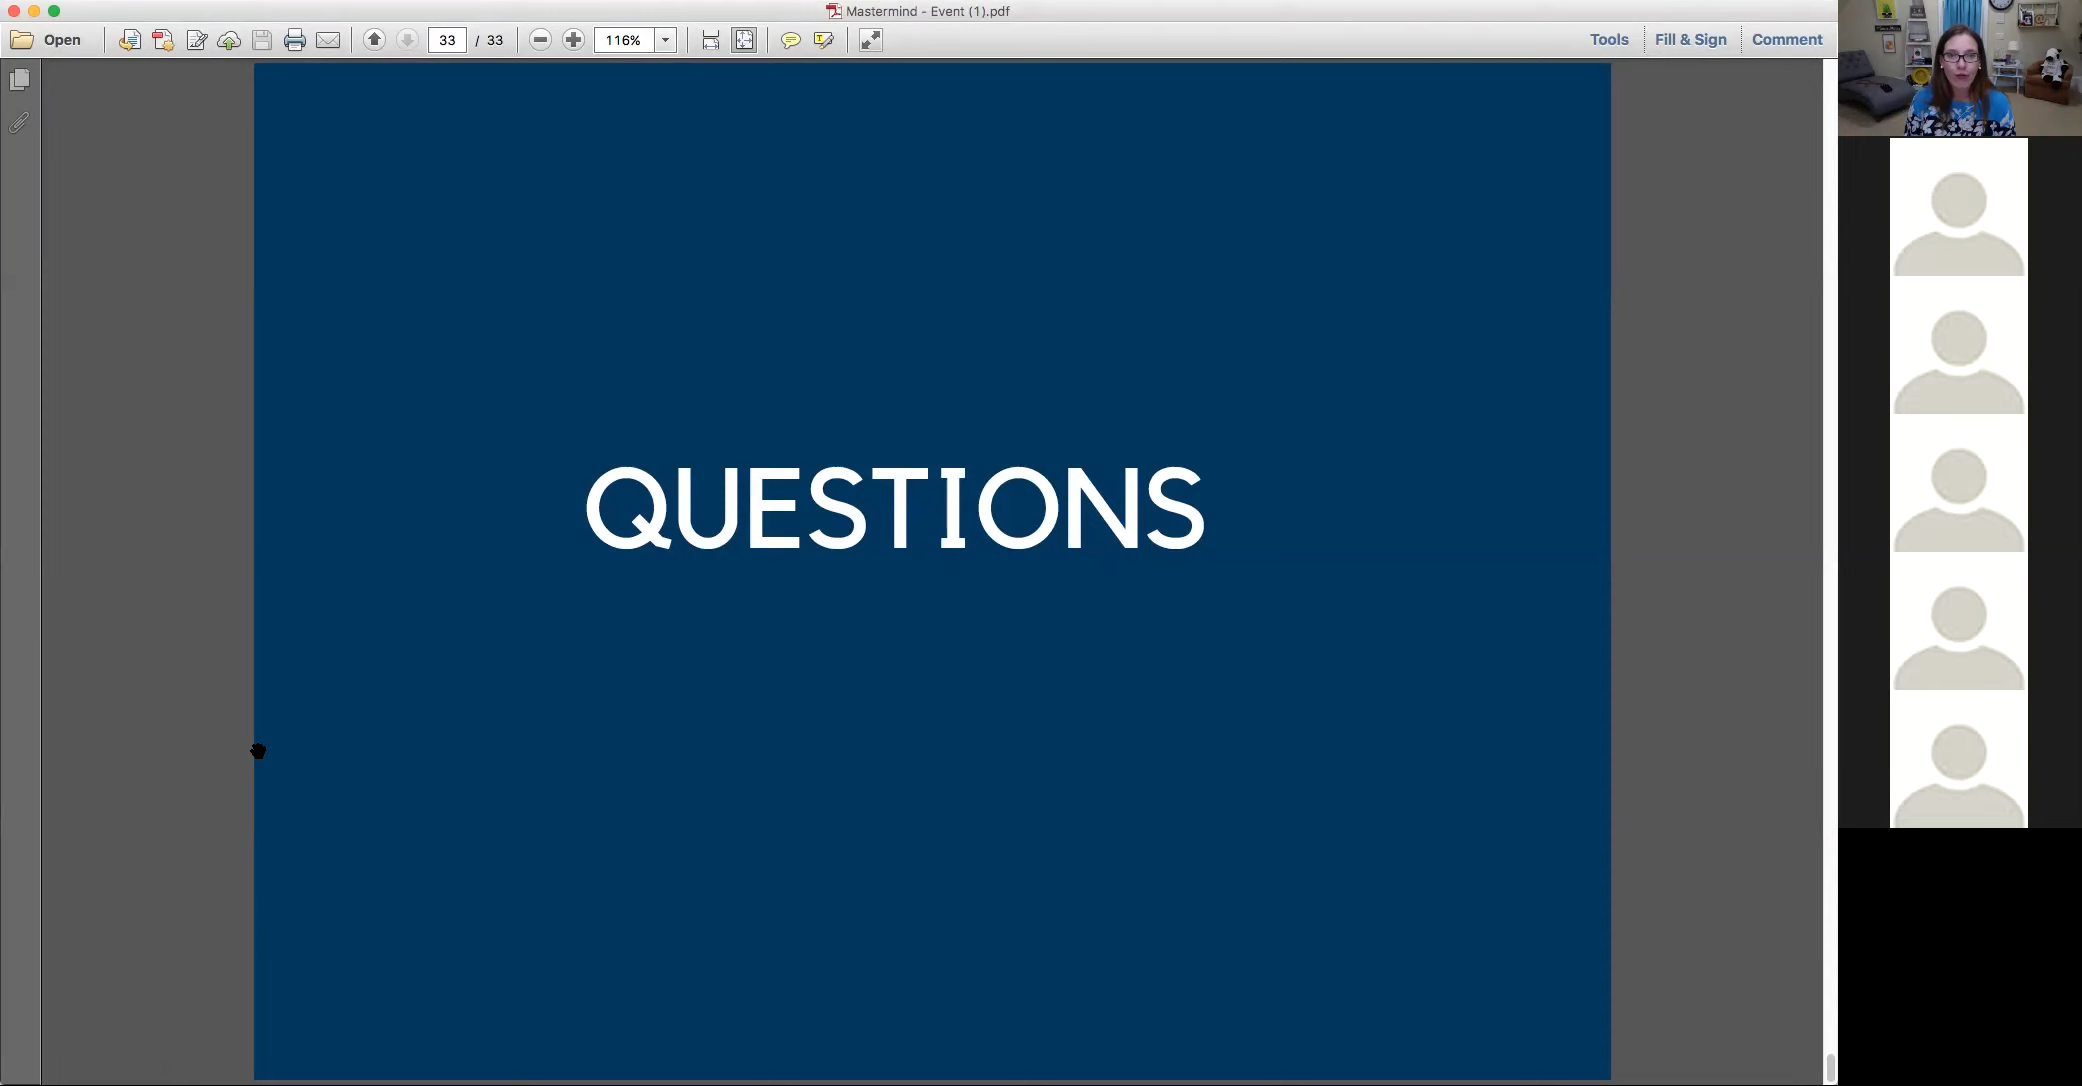 Mastermind - Event (1).pdf
Open
33 / 33
116%
Tools
Fill & Sign
Comment
QUESTIONS